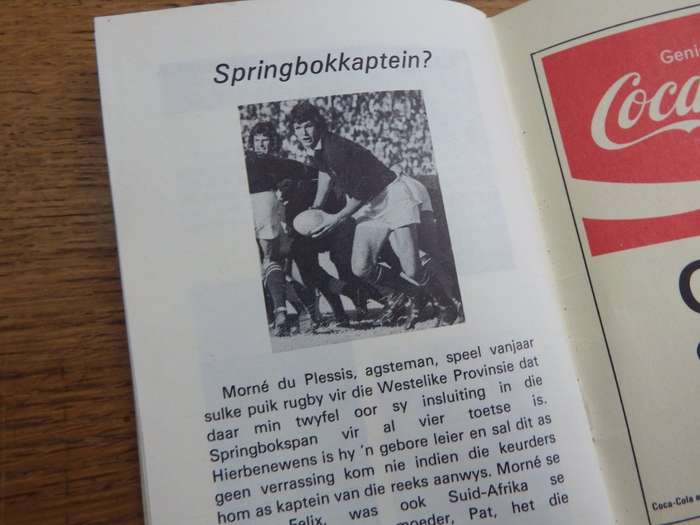 Springbokkaptein?
Morné du Plessis, agsteman, speel vanjaar
sulke puik rugby vir die Westelike Provinsie dat
daar min twyfel oor sy insluiting in die
Springbokspan vir al vier toetse is.
Hierbenewens is hy 'n gebore leier en sal dit as
geen verrassing kom nie indien die keurders
hom as kaptein van die reeks aanwys. Morné se
Felix, was ook Suid-Afrika se
moeder, Pat, het die
Geni
Coca
Coca-Cola